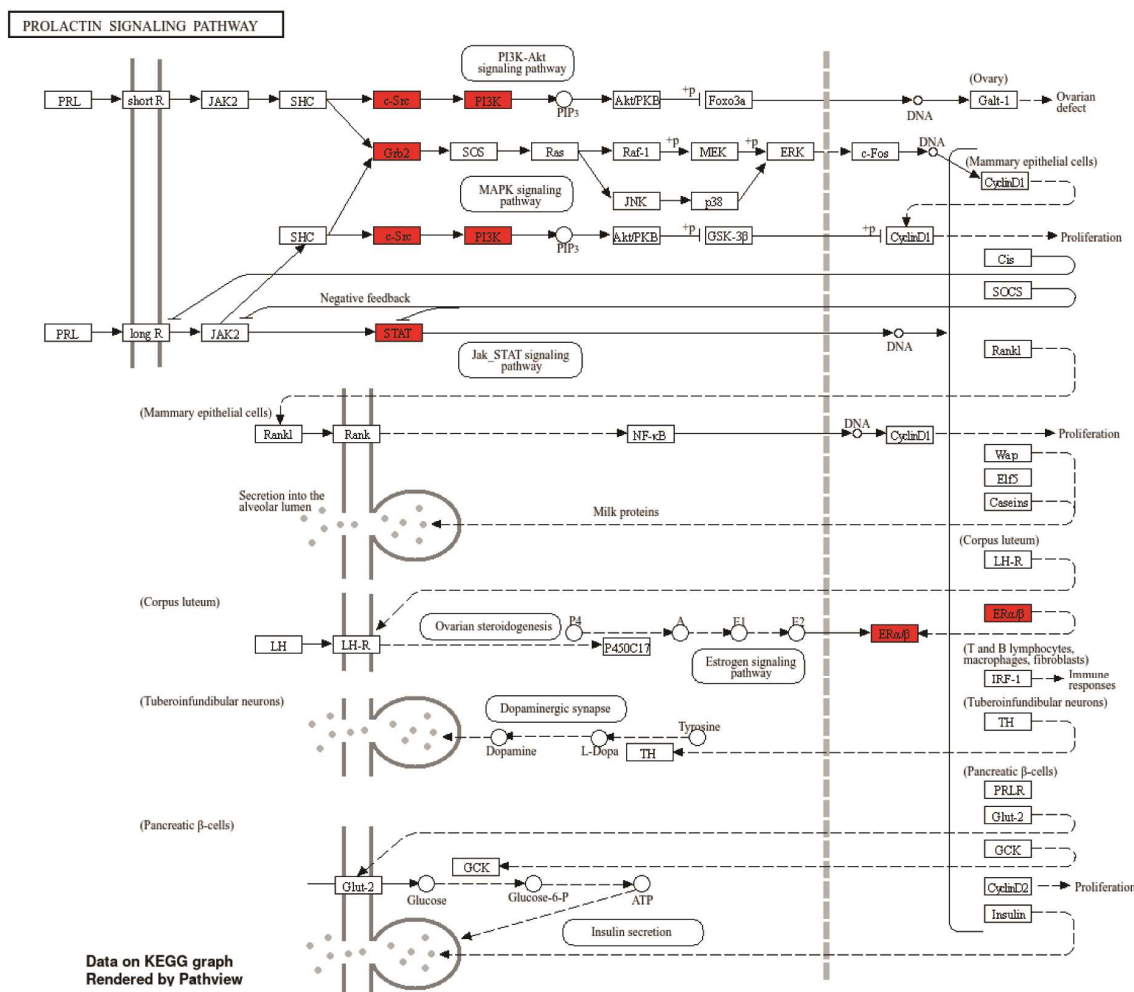 PROLACTIN SIGNALING PATHWAY
PI3K-Akt
signaling pathway
(Ovary)
PRL
short R
JAK2
SHC
c-Src
PI3K
PIP3
Akt/PKB
+p
Foxo3a
DNA
Galt-1
Ovarian
defect
Grb2
SOS
Ras
Raf-1
+p
MEK
+p
ERK
c-Fos
DNA
(Mammary epithelial cells)
CyclinD1
MAPK signaling
pathway
JNK
p38
SHC
c-Src
PI3K
PIP3
Akt/PKB
+p
GSK-3β
+p
CyclinD1
Proliferation
Cis
SOCS
Negative feedback
PRL
long R
JAK2
STAT
DNA
Jak_STAT signaling
pathway
Rankl
(Mammary epithelial cells)
Rankl
Rank
NF-κB
DNA
CyclinD1
Proliferation
Wap
Elf5
Caseins
Secretion into the
alveolar lumen
Milk proteins
(Corpus luteum)
LH-R
(Corpus luteum)
ERα/β
Ovarian steroidogenesis
P4
A
E1
E2
ERα/β
LH
LH-R
P450C17
Estrogen signaling
pathway
(T and B lymphocytes,
macrophages, fibroblasts)
IRF-1
Immune
responses
(Tuberoinfundibular neurons)
(Tuberoinfundibular neurons)
TH
Dopaminergic synapse
Tyrosine
Dopamine
L-Dopa
TH
(Pancreatic β-cells)
PRLR
Glut-2
(Pancreatic β-cells)
GCK
GCK
Glut-2
Glucose
Glucose-6-P
ATP
CyclinD2
Proliferation
Insulin
Insulin secretion
Data on KEGG graph
Rendered by Pathview